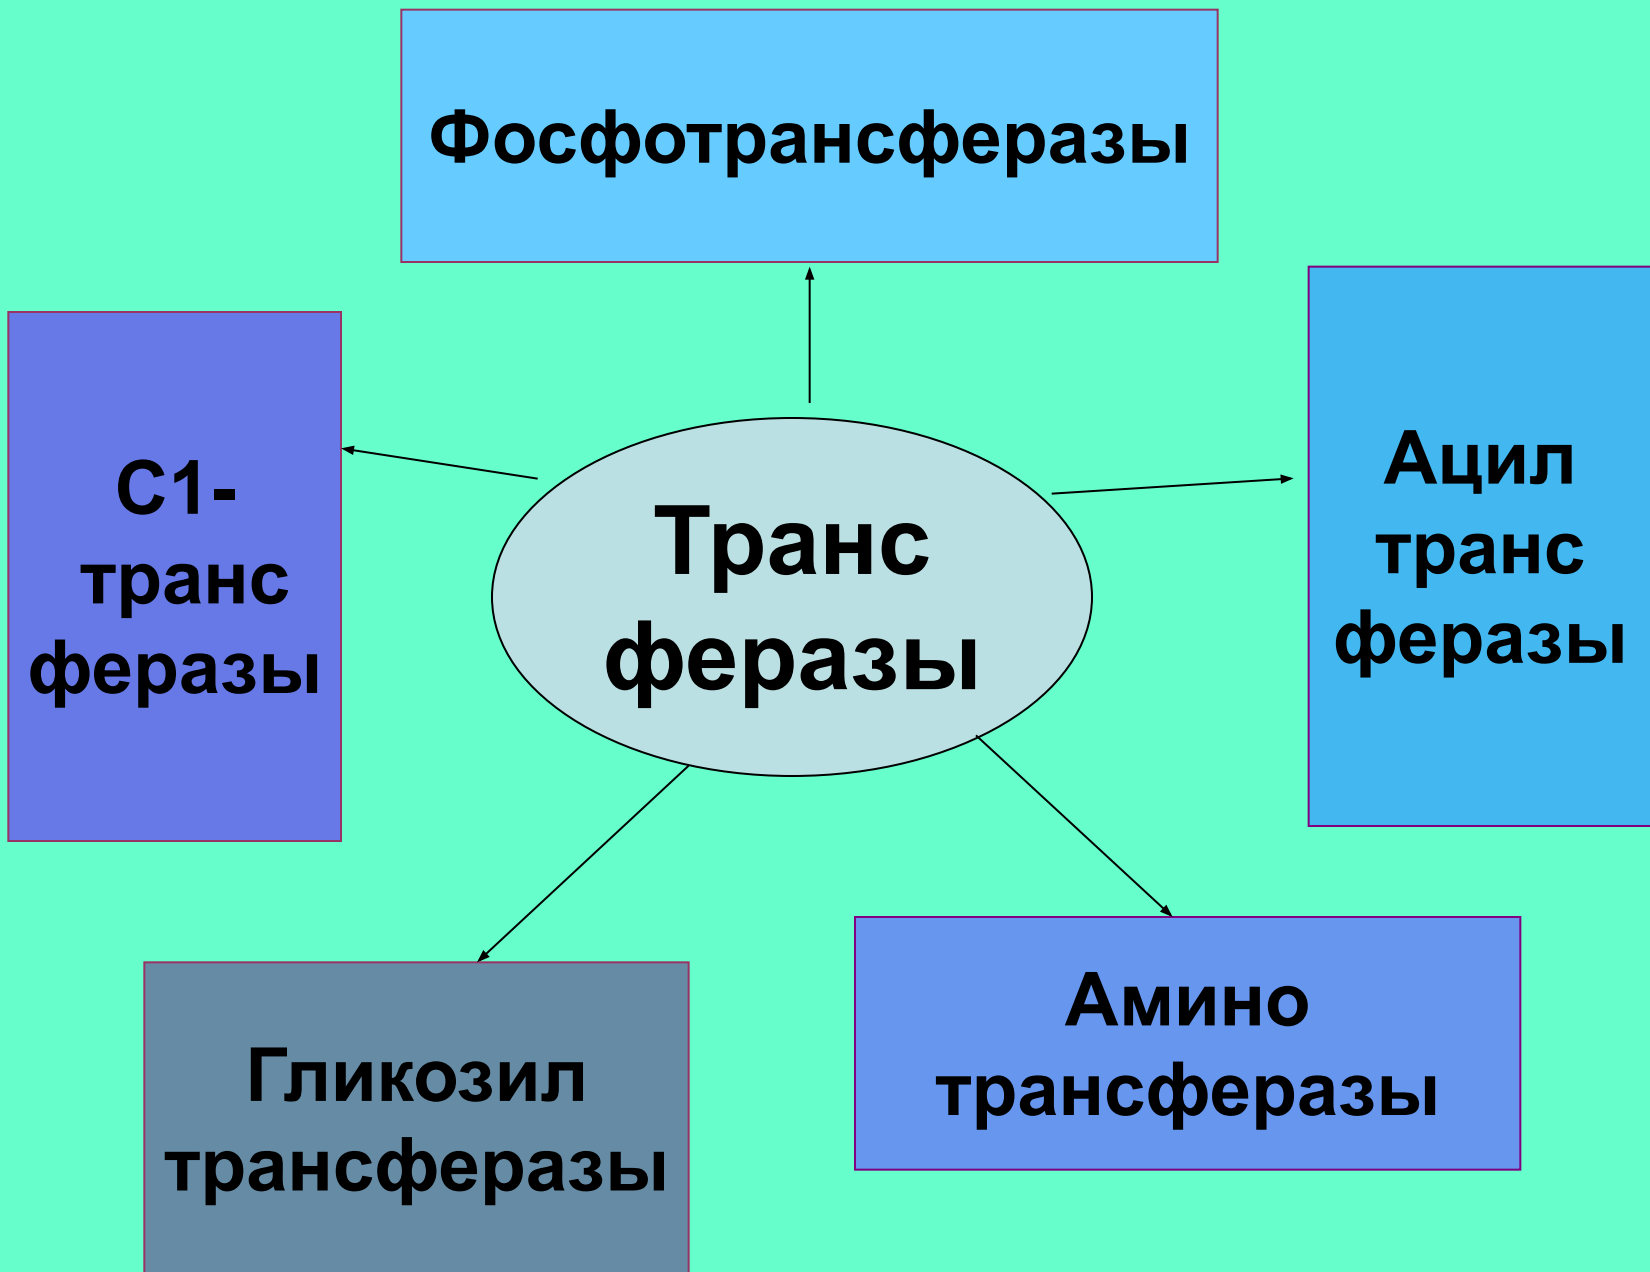 Фосфотрансферазы
С1-
транс
феразы
Транс
феразы
Ацил
транс
феразы
Гликозил
трансферазы
Амино
трансферазы